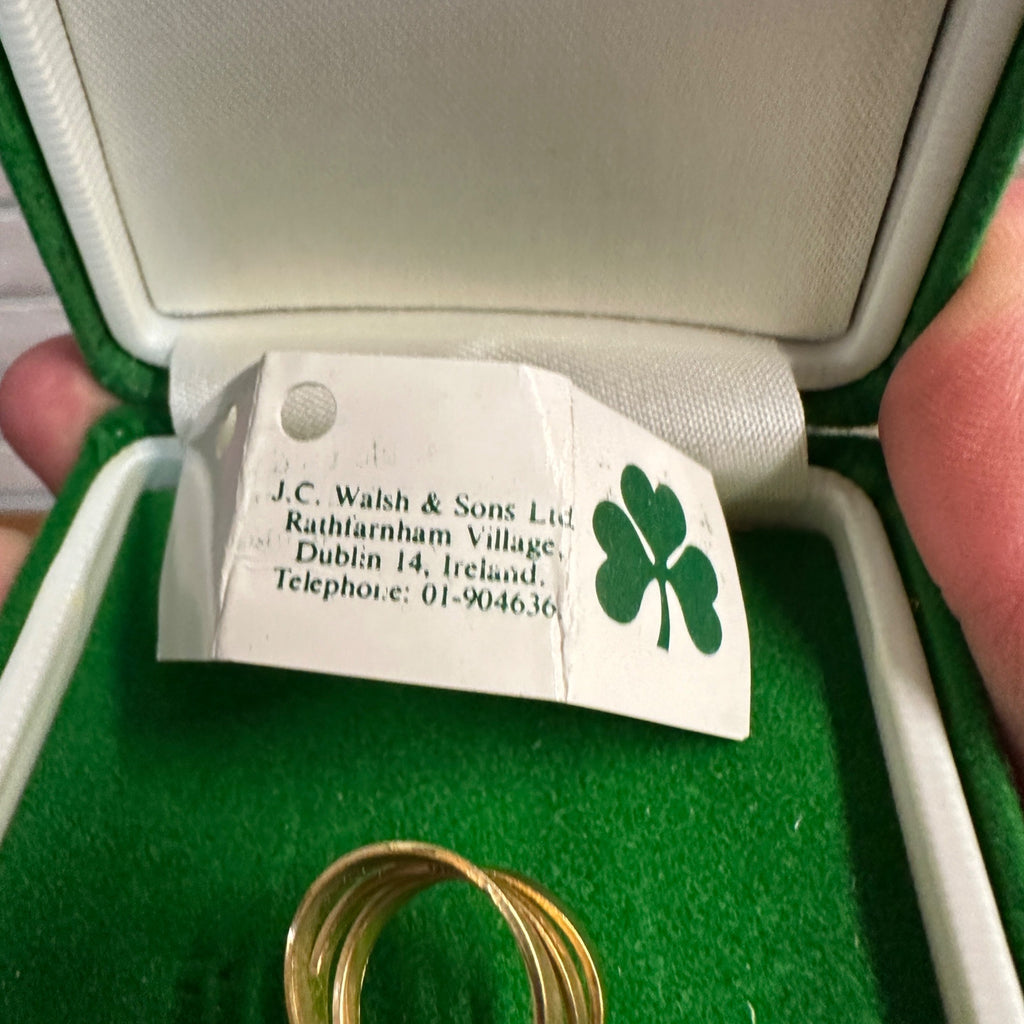 J.C. Walsh & Sons Ltd
Rathfarnham Village,
Dublin 14, Ireland.
Telephone: 01-904636